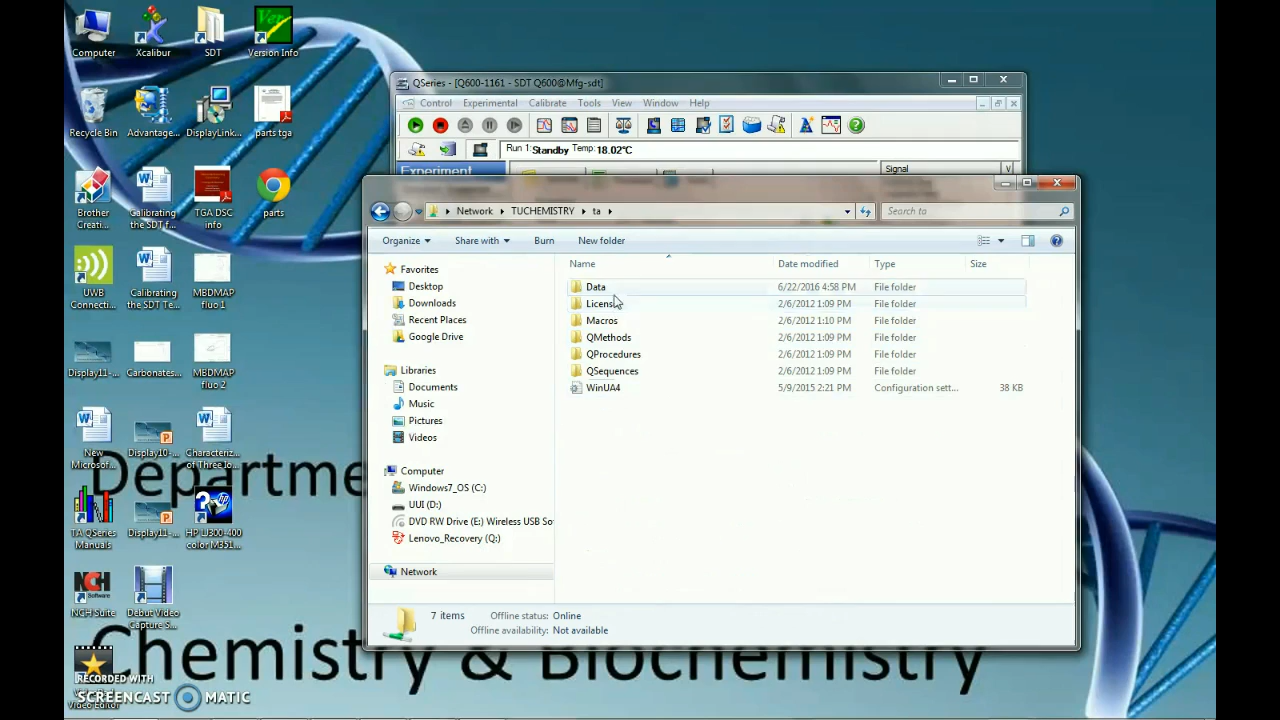 Computer
Xcalibur
SDT
Version Info
Recycle Bin
Advantage...
DisplayLink...
parts tga
Brother
Creati...
Calibrating
the SDT f...
TGA DSC
info
parts
UWB
Connecti...
Calibrating
the SDT Te...
MBDMAP
fluo 1
Display11-...
Carbonates...
MBDMAP
fluo 2
New
Microsof...
Display10-...
Characteriz...
of Three Io...
TA QSeries
Manuals
Display11-...
HP LJ300-400
color M351...
NCH Suite
Debut Video
Capture S...
Video Editor
RECORDED WITH
SCREENCAST MATIC
Departme
Chemistry & Biochemistry
QSeries - [Q600-1161 - SDT Q600@Mfg-sdt]
Control Experimental Calibrate Tools View Window Help
Run 1: Standby Temp: 18.02°C
Experiment
Signal
Network TUCHEMISTRY ta
Search to
Organize Share with Burn New folder
Favorites
Desktop
Downloads
Recent Places
Google Drive
Libraries
Documents
Music
Pictures
Videos
Computer
Windows7_OS (C:)
UUI (D:)
DVD RW Drive (E:) Wireless USB So
Lenovo_Recovery (Q:)
Network
Name Date modified Type Size
Data 6/22/2016 4:58 PM File folder
License 2/6/2012 1:09 PM File folder
Macros 2/6/2012 1:10 PM File folder
QMethods 2/6/2012 1:09 PM File folder
QProcedures 2/6/2012 1:09 PM File folder
QSequences 2/6/2012 1:09 PM File folder
WinUA4 5/9/2015 2:21 PM Configuration sett... 38 KB
7 items Offline status: Online
Offline availability: Not available